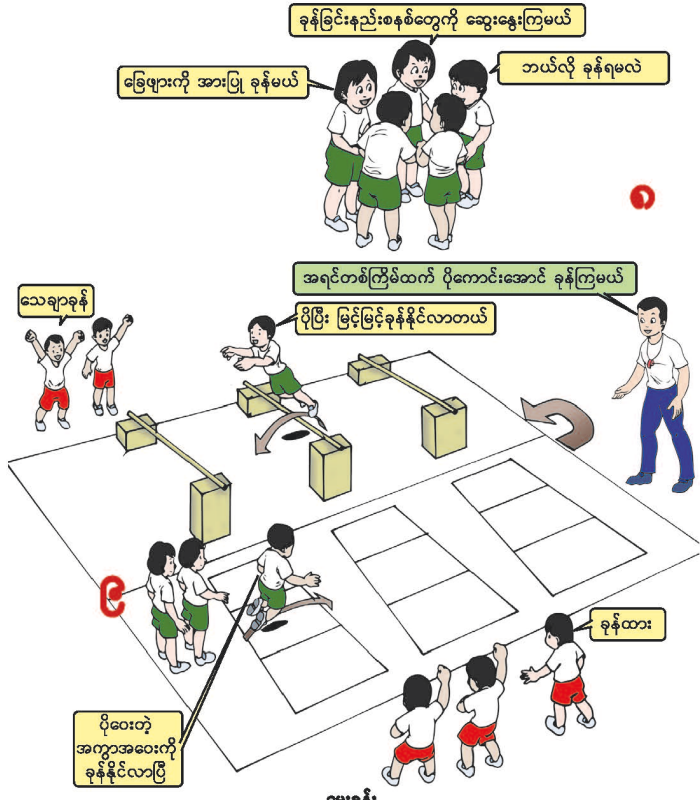 ခုန်ခြင်းနည်းစနစ်တွေကို ဆွေးနွေးကြမယ်
ခြေဖျားကို အားပြု ခုန်မယ်
ဘယ်လို ခုန်ရမလဲ
၁
အရင်တစ်ကြိမ်ထက် ပိုကောင်းအောင် ခုန်ကြမယ်
သေချာခုန်
ပိုပြီး မြင့်မြင့်ခုန်နိုင်လာတယ်
၉
ခုန်ထား
ပိုဝေးတဲ့
အကွာအဝေးကို
ခုန်နိုင်လာပြီ